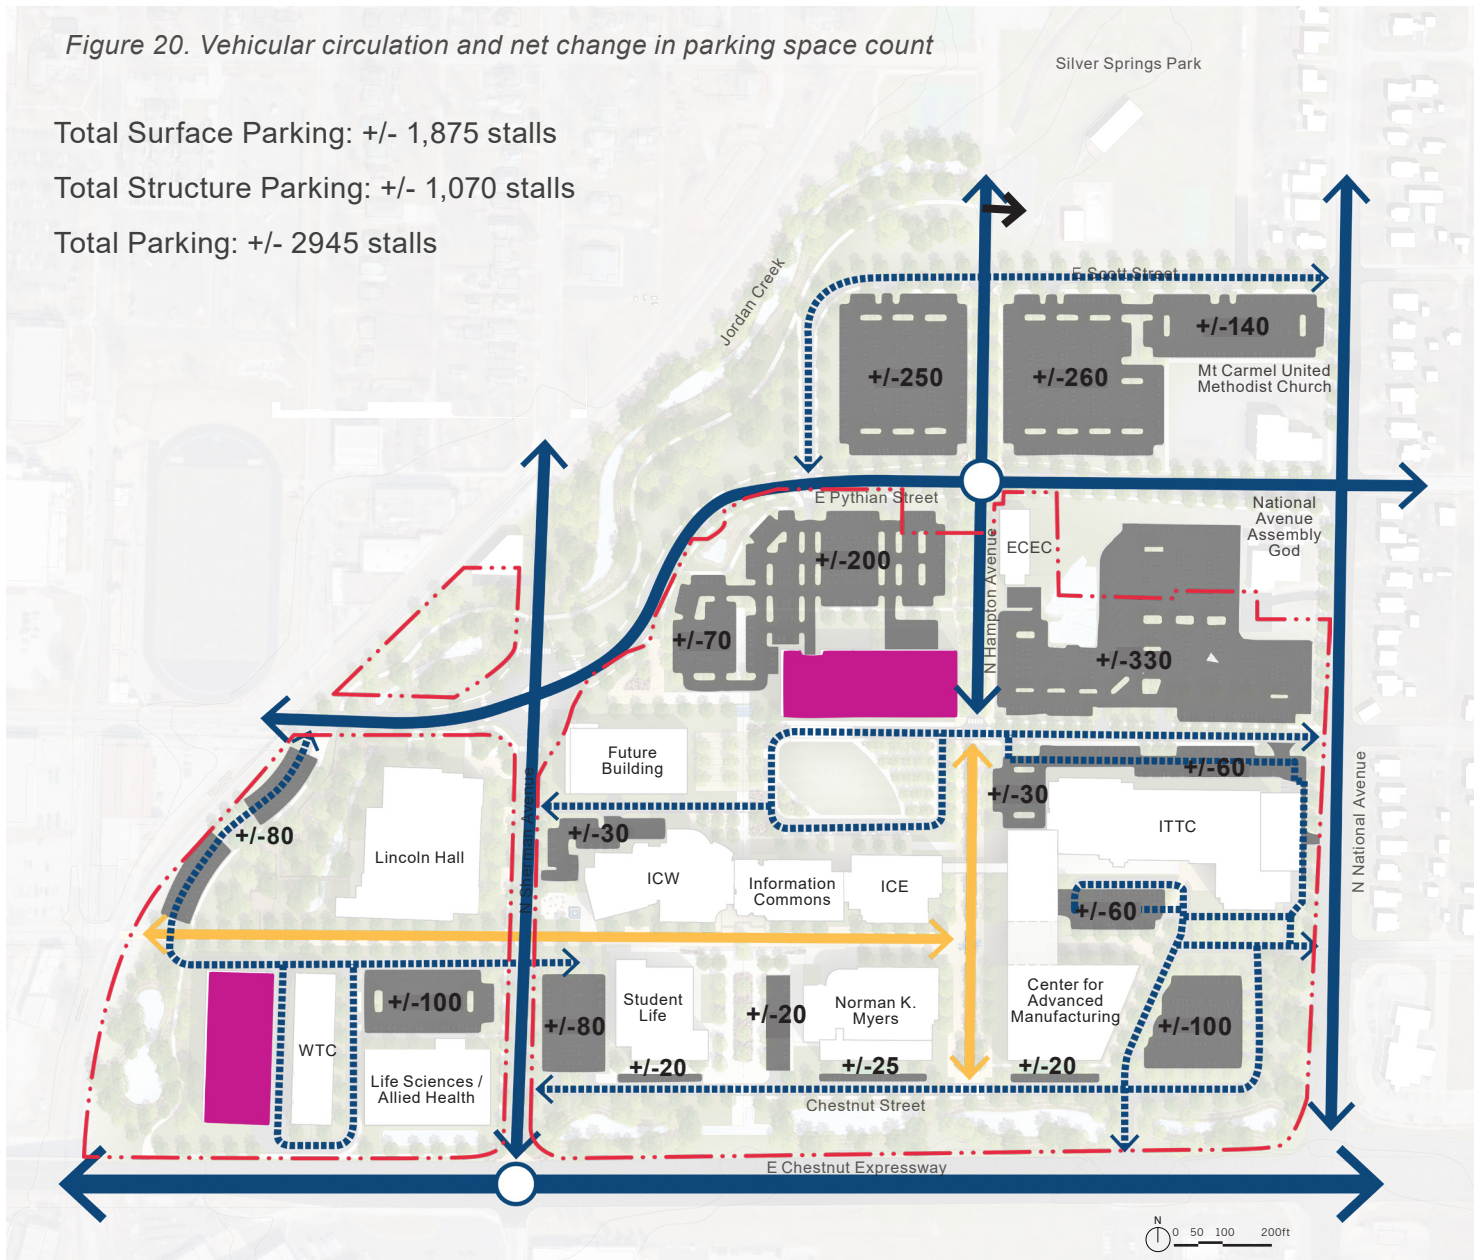 Figure 20. Vehicular circulation and net change in parking space count
Silver Springs Park
Total Surface Parking: +/- 1,875 stalls
Total Structure Parking: +/- 1,070 stalls
Total Parking: +/- 2945 stalls
Jordan Creek
E Scott Street
+/-140
+/-250
+/-260
Mt Carmel United
Methodist Church
E Pythian Street
National
Avenue
Assembly
God
ECEC
+/-200
N Hampton Avenue
+/-70
+/-330
Future
Building
+/-60
+/-30
N National Avenue
N Sherman Avenue
+/-80
+/-30
ITTC
Lincoln Hall
ICW
Information
Commons
ICE
+/-60
+/-100
Student
Life
+/-80
+/-20
Norman K.
Myers
Center for
Advanced
Manufacturing
+/-100
WTC
+/-20
+/-25
+/-20
Life Sciences /
Allied Health
Chestnut Street
E Chestnut Expressway
N
0 50 100 200ft